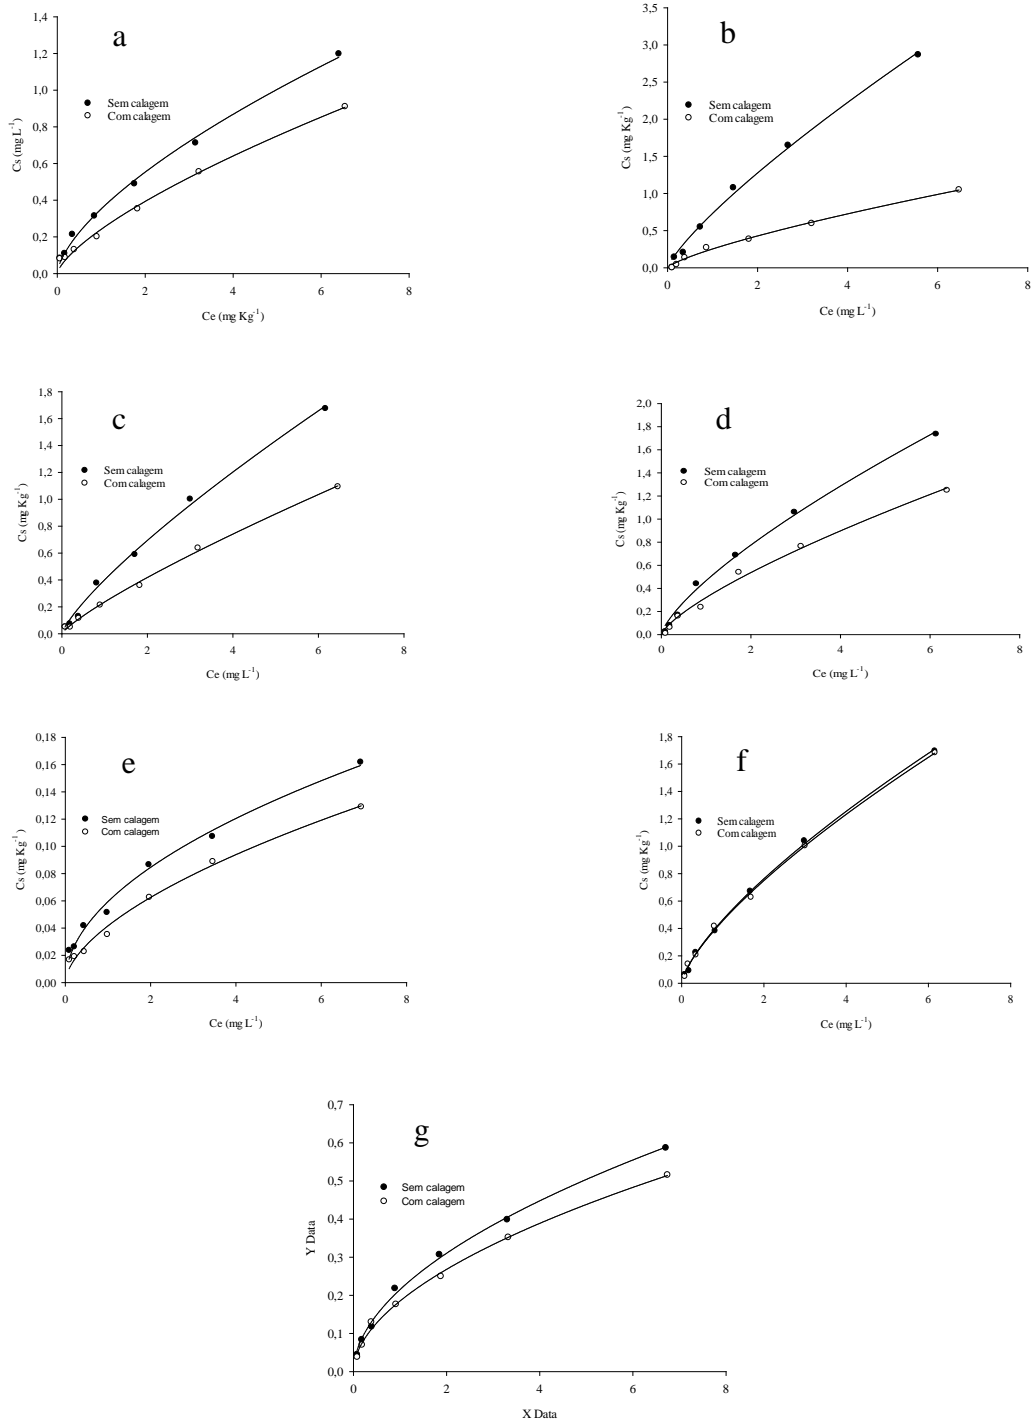 a
1,4
1,2
1,0
0,8
0,6
0,4
0,2
0,0
Cs (mg L-1)
Sem calagem
Com calagem
0 2 4 6 8
Ce (mg Kg-1)
b
3,5
3,0
2,5
2,0
1,5
1,0
0,5
0,0
Cs (mg Kg-1)
Sem calagem
Com calagem
0 2 4 6 8
Ce (mg L-1)
c
1,8
1,6
1,4
1,2
1,0
0,8
0,6
0,4
0,2
0,0
Cs (mg Kg-1)
Sem calagem
Com calagem
0 2 4 6 8
Ce (mg L-1)
d
2,0
1,8
1,6
1,4
1,2
1,0
0,8
0,6
0,4
0,2
0,0
Cs (mg Kg-1)
Sem calagem
Com calagem
0 2 4 6 8
Ce (mg L-1)
e
0,18
0,16
0,14
0,12
0,10
0,08
0,06
0,04
0,02
0,00
Cs (mg Kg-1)
Sem calagem
Com calagem
0 2 4 6 8
Ce (mg L-1)
f
1,8
1,6
1,4
1,2
1,0
0,8
0,6
0,4
0,2
0,0
Cs (mg Kg-1)
Sem calagem
Com calagem
0 2 4 6 8
Ce (mg L-1)
g
0,7
0,6
0,5
0,4
0,3
0,2
0,1
0,0
Y Data
Sem calagem
Com calagem
0 2 4 6 8
X Data